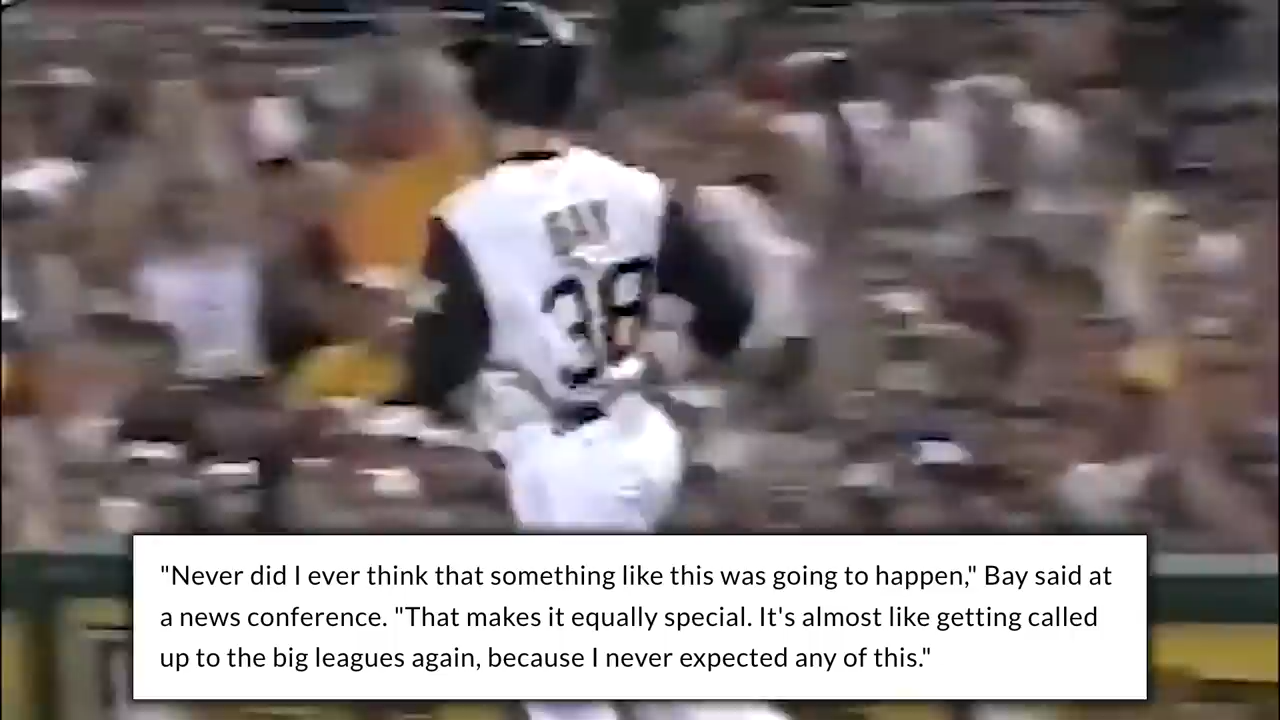 BAY
38
"Never did I ever think that something like this was going to happen," Bay said at
a news conference. "That makes it equally special. It's almost like getting called
up to the big leagues again, because I never expected any of this."